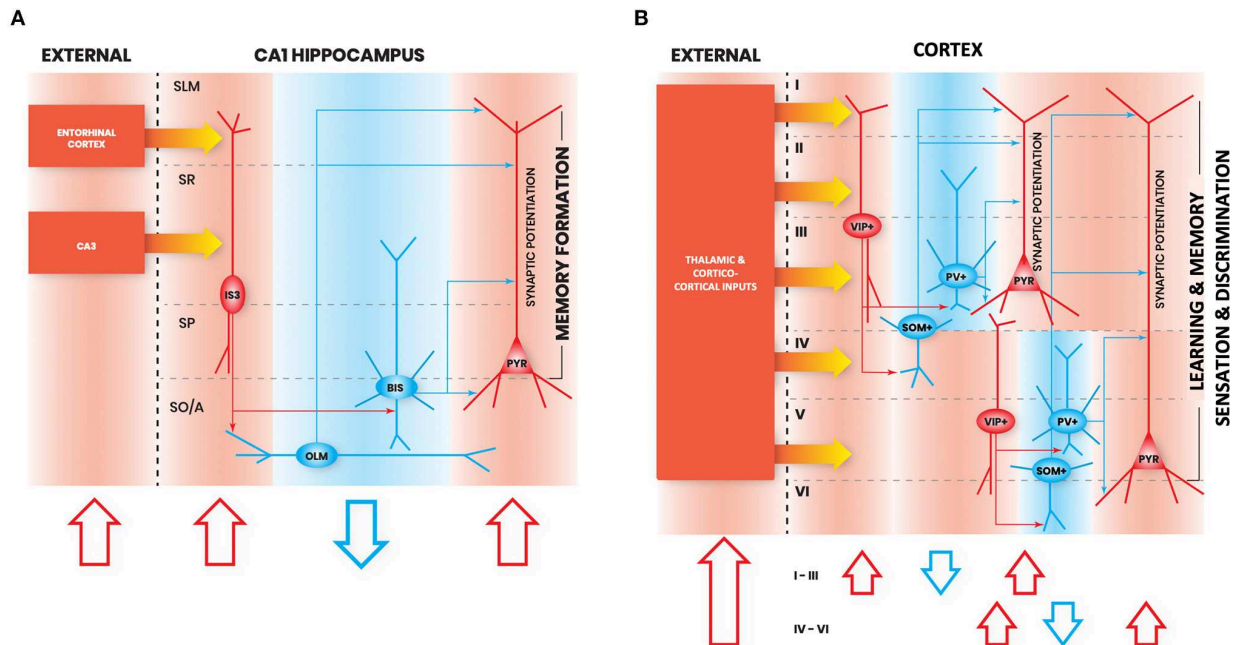 A
EXTERNAL
CA1 HIPPOCAMPUS
SLM
ENTORHINAL
CORTEX
SR
CA3
IS3
SP
PYR
BIS
SO/A
OLM
SYNAPTIC POTENTIATION
MEMORY FORMATION
B
EXTERNAL
CORTEX
I
II
III
IV
V
VI
THALAMIC &
CORTICO-
CORTICAL INPUTS
VIP+
PV+
SOM+
PYR
SYNAPTIC POTENTIATION
VIP+
PV+
SOM+
PYR
SYNAPTIC POTENTIATION
LEARNING & MEMORY
SENSATION & DISCRIMINATION
I – III
IV – VI